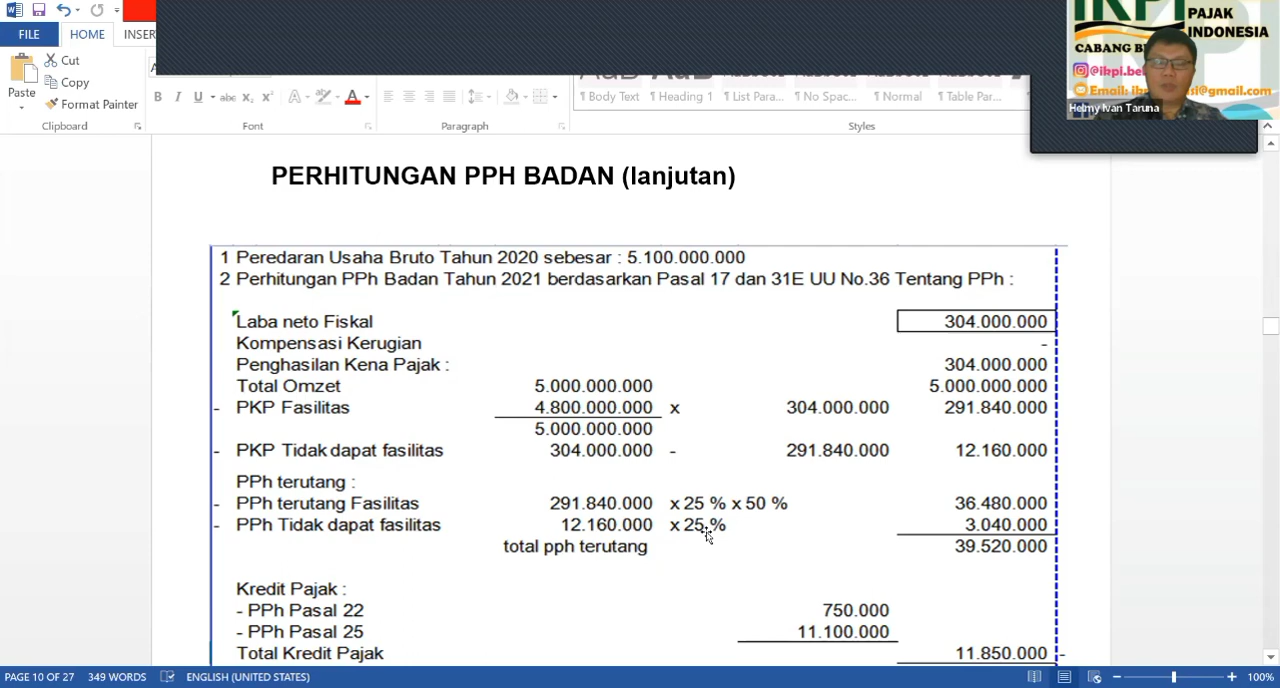 FILE HOME INSER
Cut
Paste Copy
Format Painter
B I U abc X₂ X² A A
Body Text Heading 1 List Para... No Spac... Normal Table Par...
Clipboard Font Paragraph Styles
PAJAK
INDONESIA
CABANG
@ikpi.be
Email:
Helmy Ivan Taruna
PERHITUNGAN PPH BADAN (lanjutan)
1 Peredaran Usaha Bruto Tahun 2020 sebesar : 5.100.000.000
2 Perhitungan PPh Badan Tahun 2021 berdasarkan Pasal 17 dan 31E UU No.36 Tentang PPh :
Laba neto Fiskal 304.000.000
Kompensasi Kerugian -
Penghasilan Kena Pajak : 304.000.000
Total Omzet 5.000.000.000 5.000.000.000
- PKP Fasilitas 4.800.000.000 x 304.000.000 291.840.000
5.000.000.000
- PKP Tidak dapat fasilitas 304.000.000 - 291.840.000 12.160.000
PPh terutang :
- PPh terutang Fasilitas 291.840.000 x 25 % x 50 % 36.480.000
- PPh Tidak dapat fasilitas 12.160.000 x 25 % 3.040.000
total pph terutang 39.520.000
Kredit Pajak :
- PPh Pasal 22 750.000
- PPh Pasal 25 11.100.000
Total Kredit Pajak 11.850.000 -
PAGE 10 OF 27 349 WORDS ENGLISH (UNITED STATES) 100%